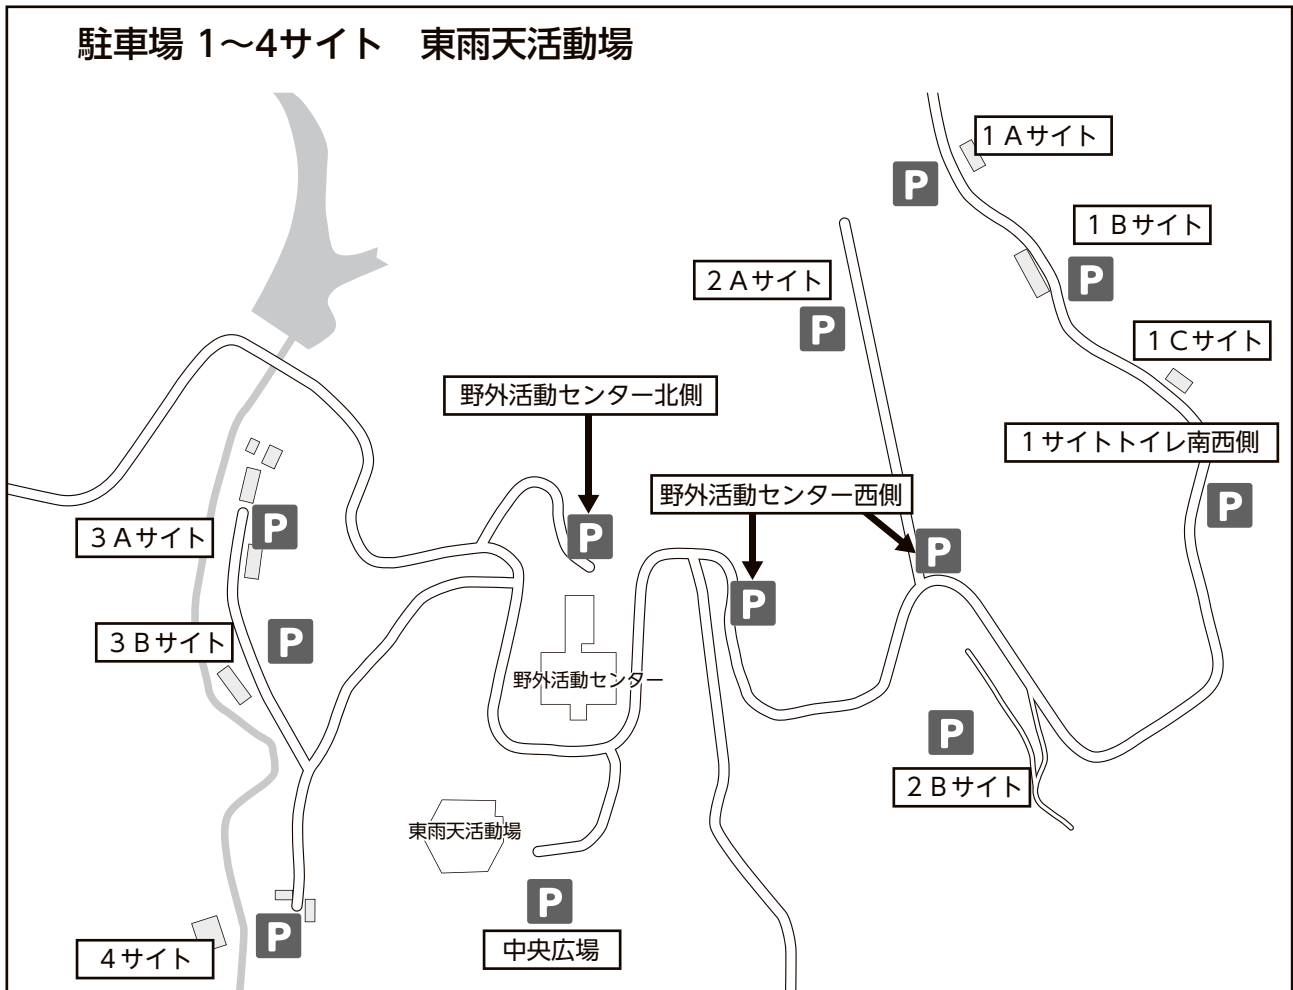 駐車場 1～4サイト　東雨天活動場
1Aサイト
P
1Bサイト
P
2Aサイト
P
1Cサイト
野外活動センター北側
1サイトトイレ南西側
野外活動センター西側
P
P
3Aサイト
P
P
P
3Bサイト
P
野外活動センター
P
2Bサイト
東雨天活動場
P
中央広場
P
4サイト